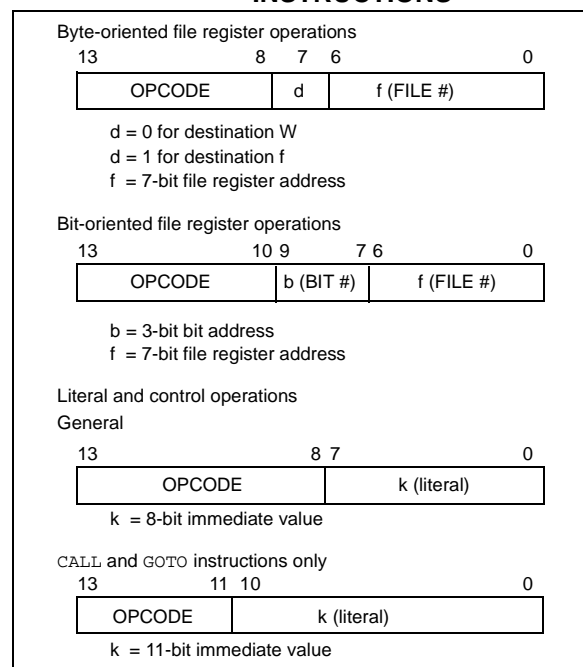 INSTRUCTIONS
Byte-oriented file register operations
13 8 7 6 0
OPCODE d f (FILE #)
d = 0 for destination W
d = 1 for destination f
f = 7-bit file register address
Bit-oriented file register operations
13 10 9 7 6 0
OPCODE b (BIT #) f (FILE #)
b = 3-bit bit address
f = 7-bit file register address
Literal and control operations
General
13 8 7 0
OPCODE k (literal)
k = 8-bit immediate value
CALL and GOTO instructions only
13 11 10 0
OPCODE k (literal)
k = 11-bit immediate value